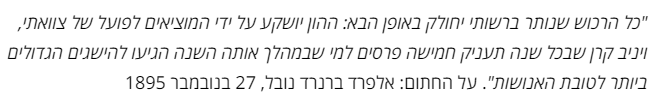 "כל הרכוש שנותר ברשותי יחולק באופן הבא: ההון יושקע על ידי המוציאים לפועל של צוואתי,
ויניב קרן שבכל שנה תעניק חמישה פרסים למי שבמהלך אותה השנה הגיעו להישגים הגדולים
ביותר לטובת האנושות". על החתום: אלפרד ברנרד נובל, 27 בנובמבר 1895